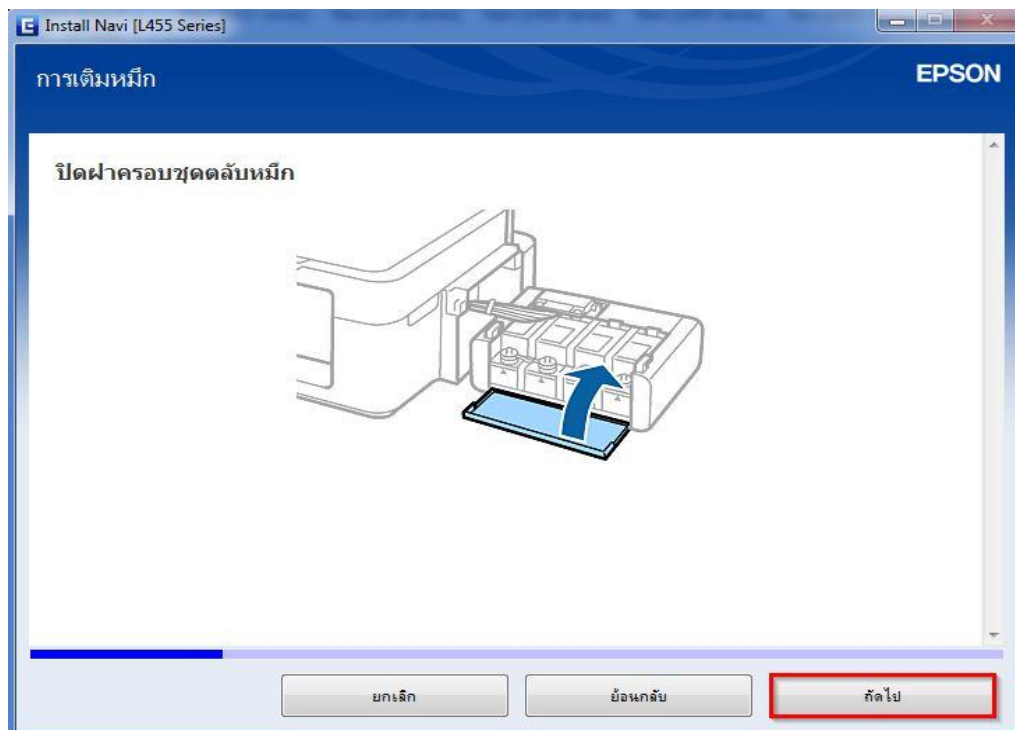 Install Navi [L455 Series]
การเติมหมึก
EPSON
ปิดฝาครอบชุดตลับหมึก
ยกเลิก
ย้อนกลับ
ถัดไป